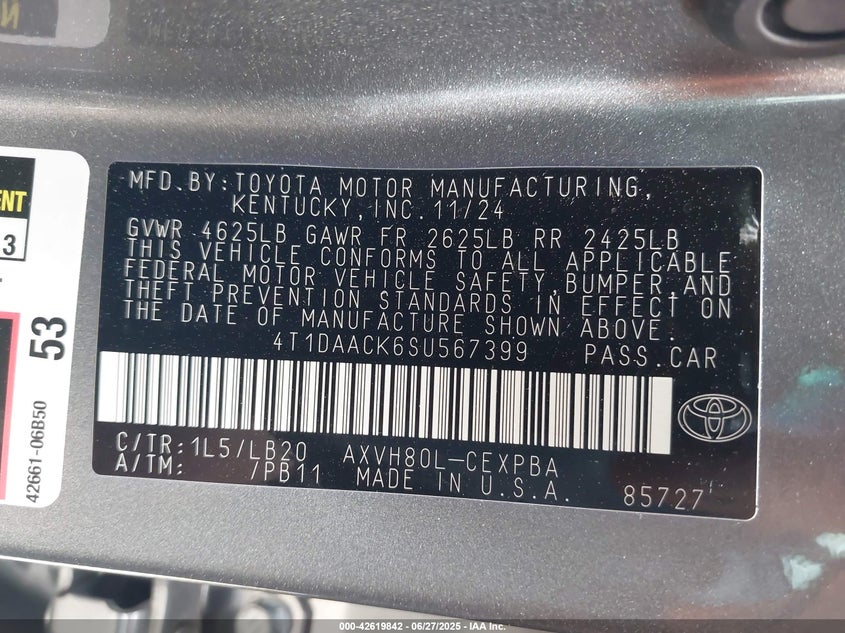 ENT
13
53
42661-06B50
MFD.BY:TOYOTA MOTOR MANUFACTURING,
KENTUCKY,INC.11/24
GVWR 4625LB GAWR FR 2625LB RR 2425LB
THIS VEHICLE CONFORMS TO ALL APPLICABLE
FEDERAL MOTOR VEHICLE SAFETY,BUMPER,AND
THEFT PREVENTION STANDARDS IN EFFECT ON
THE DATE OF MANUFACTURE SHOWN ABOVE.
4T1DAACK6SU567399 PASS.CAR
C/TR:1L5/LB20 AXVH80L-CEXPBA
A/TM: /PB11 MADE IN U.S.A. 85727
000-42619842 / 06/27/2025 - IAA Inc.